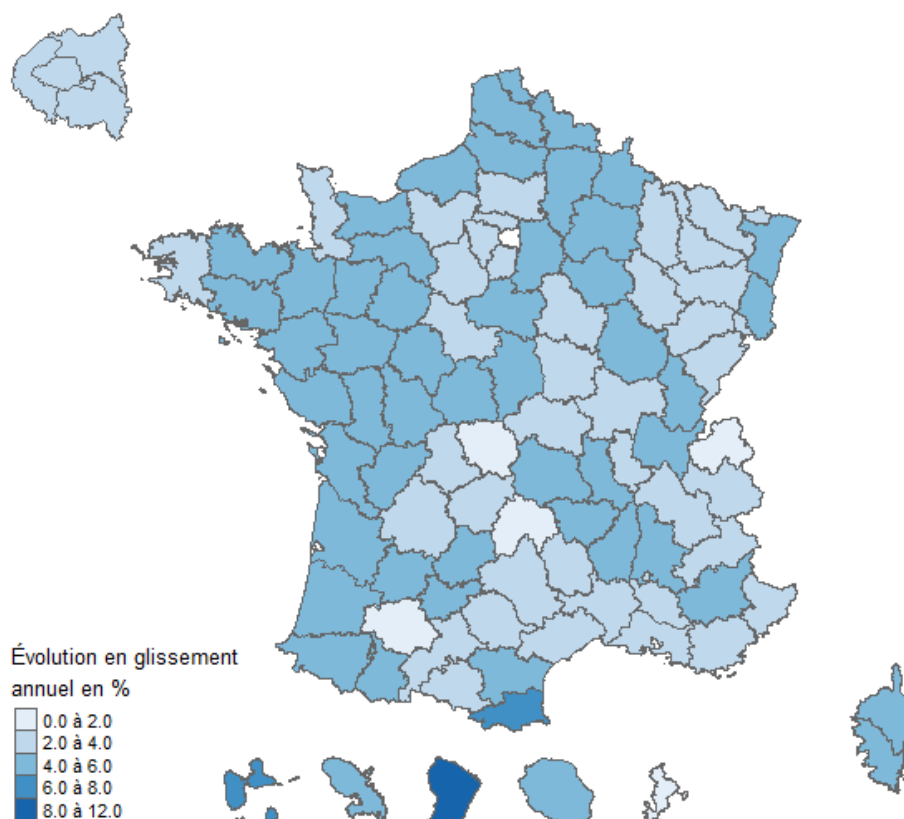 Évolution en glissement
annuel en %
0.0 à 2.0
2.0 à 4.0
4.0 à 6.0
6.0 à 8.0
8.0 à 12.0